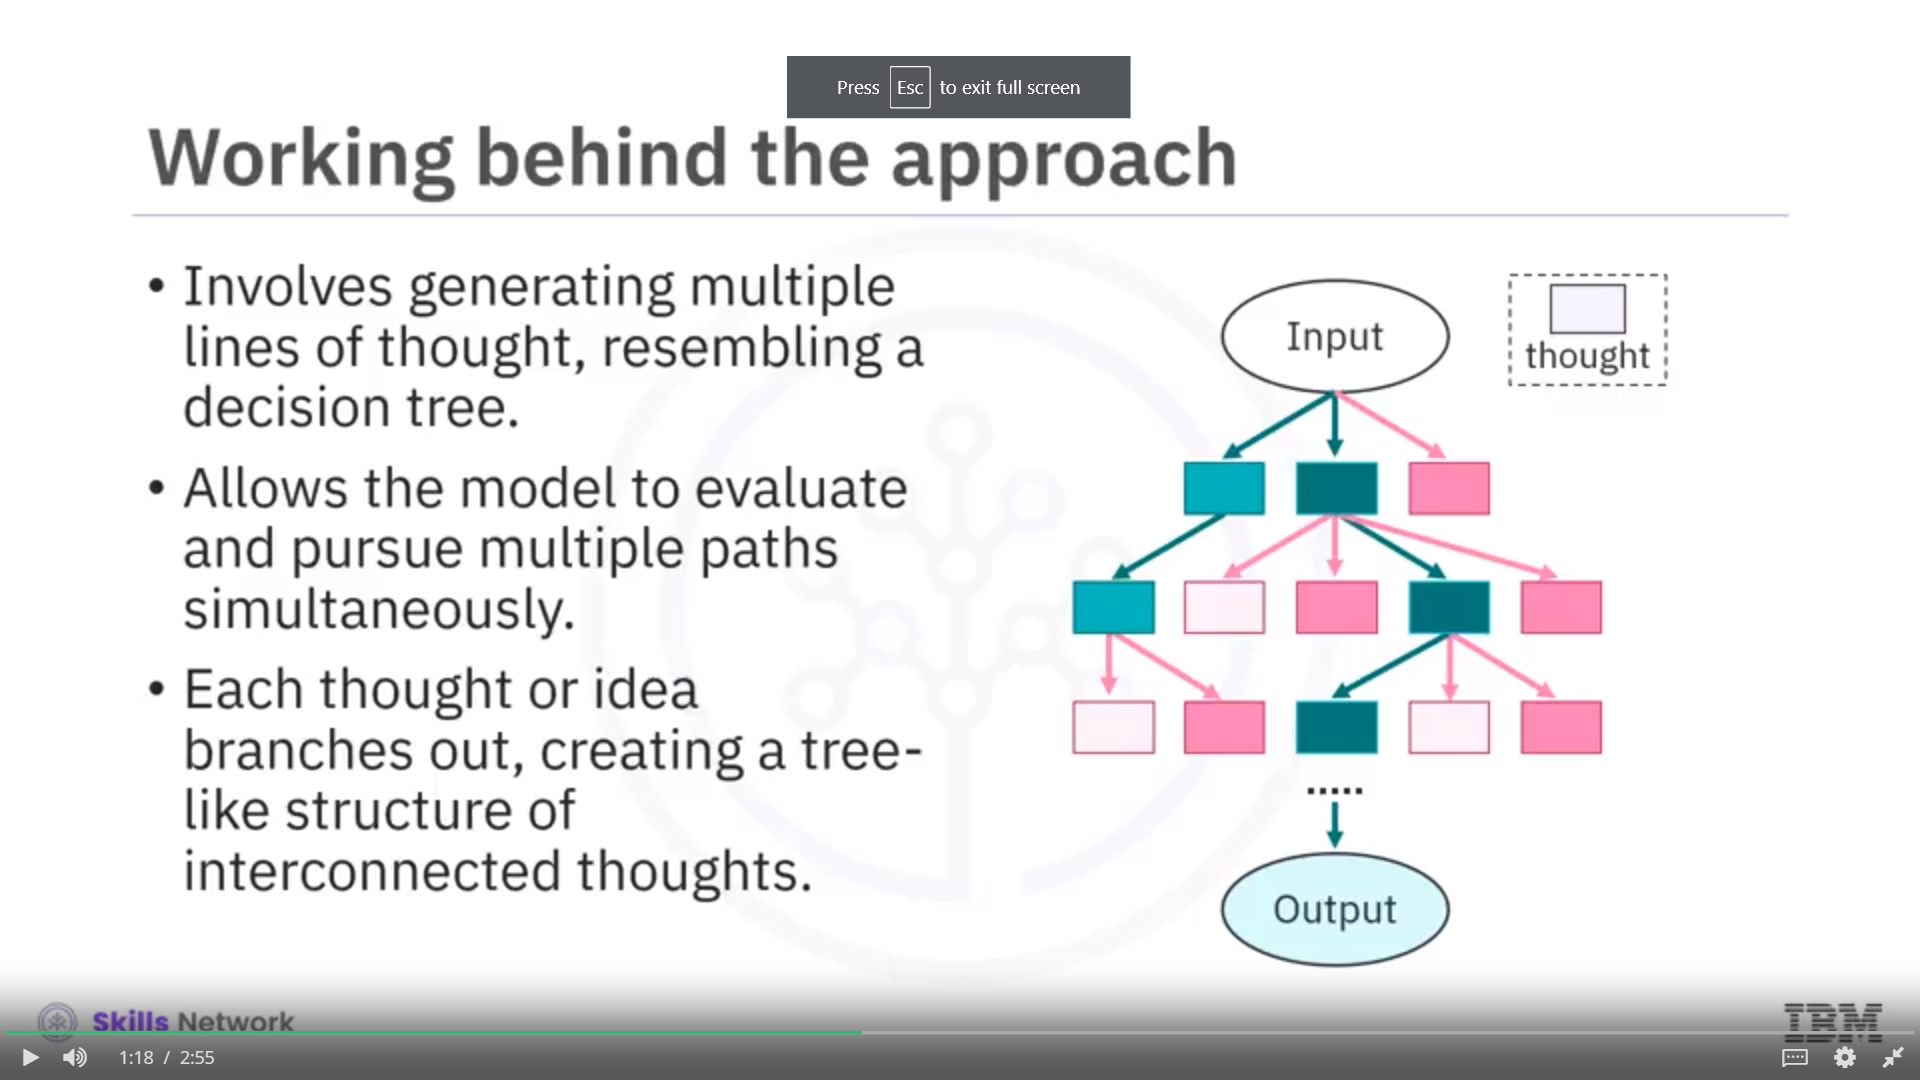 Press Esc to exit full screen
Working behind the approach
• Involves generating multiple
lines of thought, resembling a
decision tree.
• Allows the model to evaluate
and pursue multiple paths
simultaneously.
• Each thought or idea
branches out, creating a tree-
like structure of
interconnected thoughts.
Input
thought
.....
Output
Skills Network
IBM
1:18 / 2:55